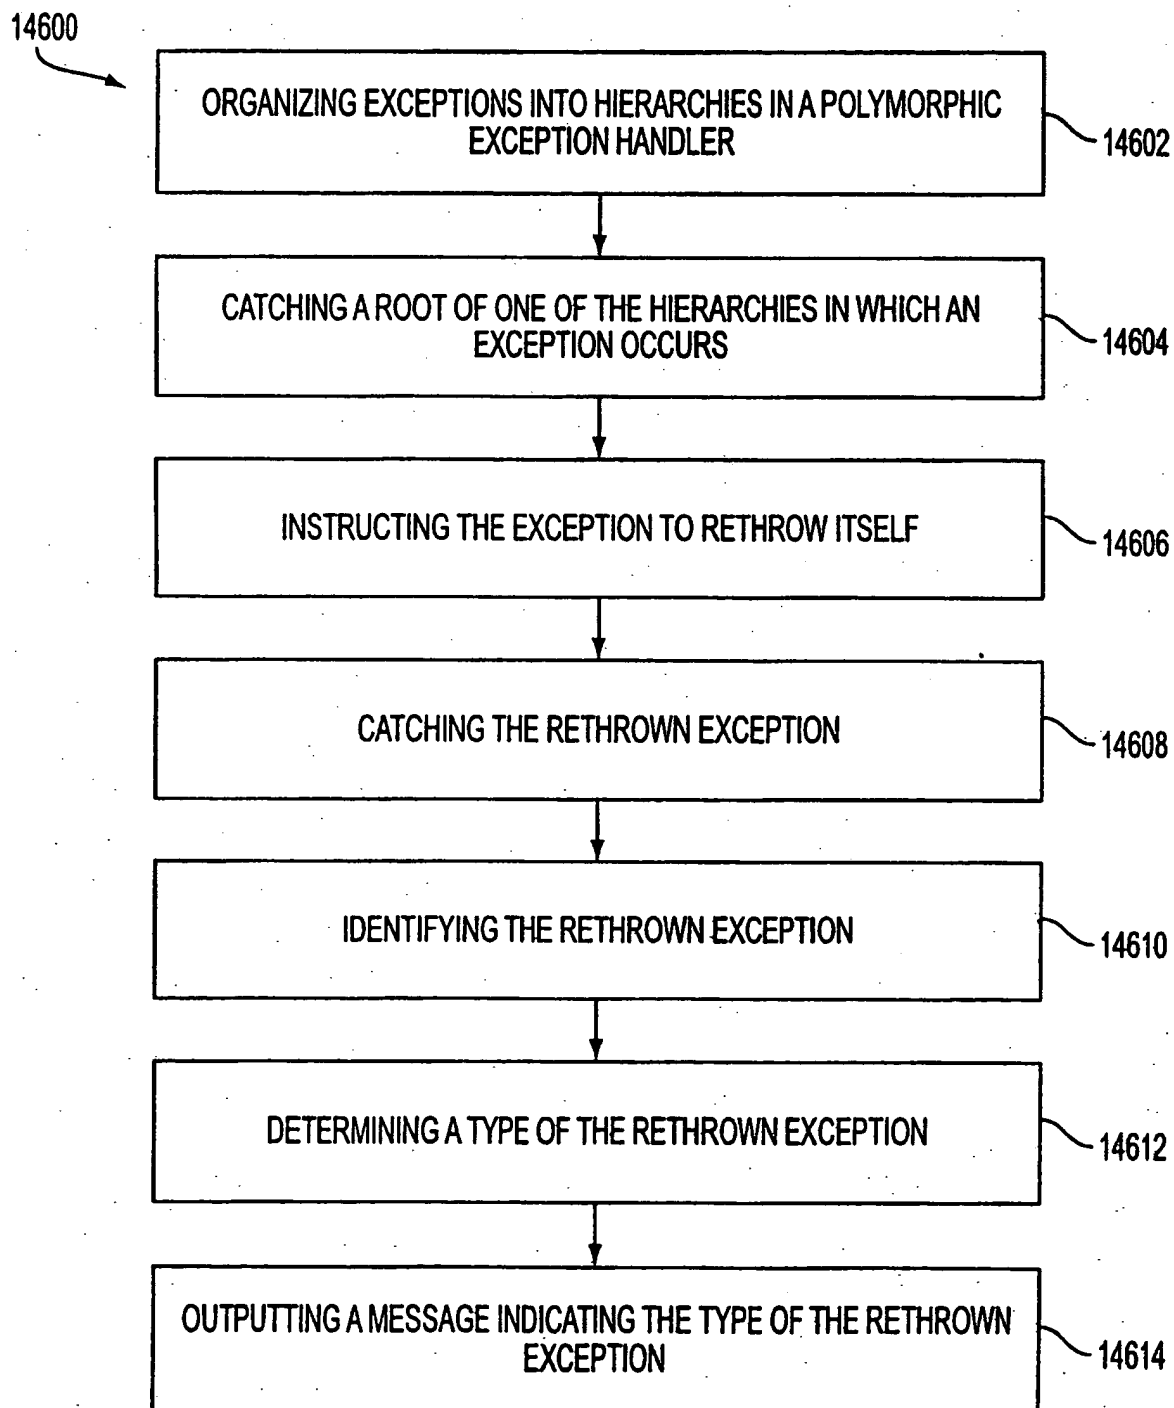 14600
ORGANIZING EXCEPTIONS INTO HIERARCHIES IN A POLYMORPHIC
EXCEPTION HANDLER
14602
CATCHING A ROOT OF ONE OF THE HIERARCHIES IN WHICH AN
EXCEPTION OCCURS
14604
INSTRUCTING THE EXCEPTION TO RETHROW ITSELF
14606
CATCHING THE RETHROWN EXCEPTION
14608
IDENTIFYING THE RETHROWN EXCEPTION
14610
DETERMINING A TYPE OF THE RETHROWN EXCEPTION
14612
OUTPUTTING A MESSAGE INDICATING THE TYPE OF THE RETHROWN
EXCEPTION
14614